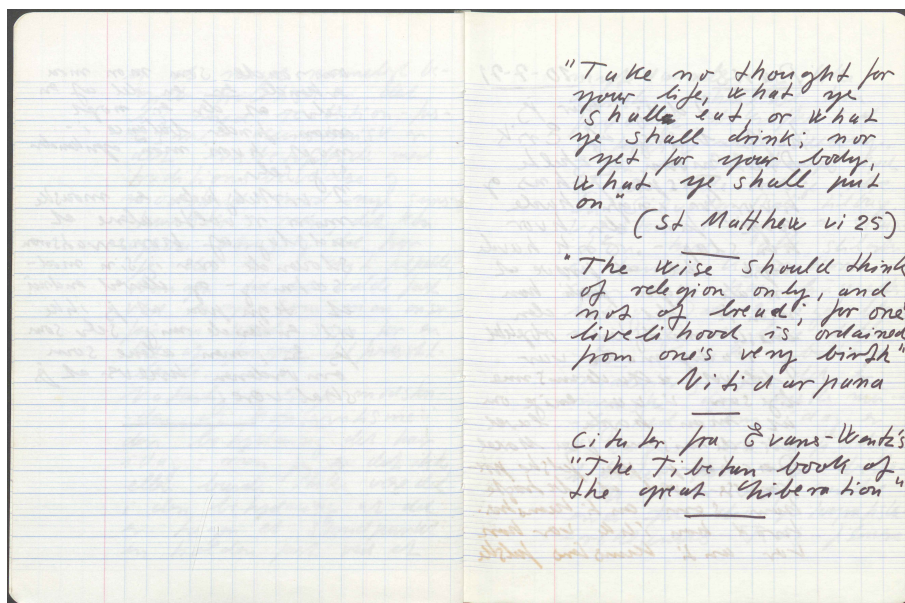 "Take no thought for
your life, what ye
shall eat, or what
ye shall drink; nor
yet for your body,
what ye shall put
on"
(St Matthew vi 25)
"The wise should think
of religion only, and
not of bread; for one's
livelihood is ordained
from one's very birth"
Nitidarpana
Citater fra Evans-Wentz's
"The Tibetan book of
the great Liberation"